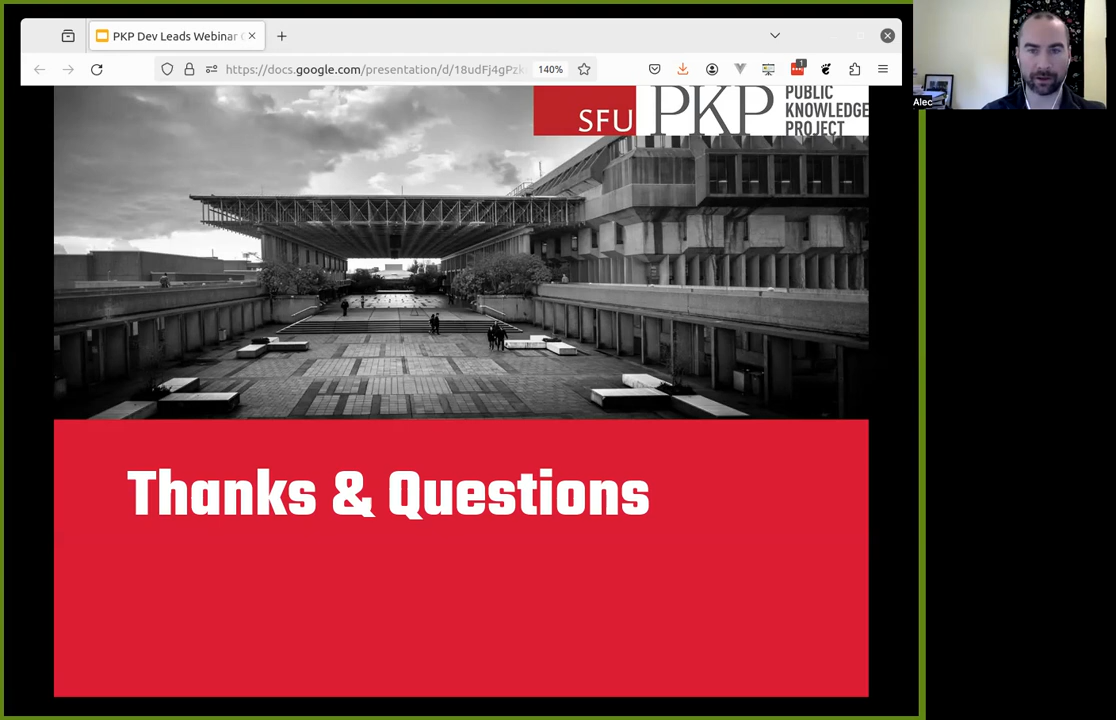 PKP Dev Leads Webinar
https://docs.google.com/presentation/d/18udFj4gPzk
140%
1
Alec
SFU
PKP
PUBLIC
KNOWLEDGE
PROJECT
Thanks & Questions